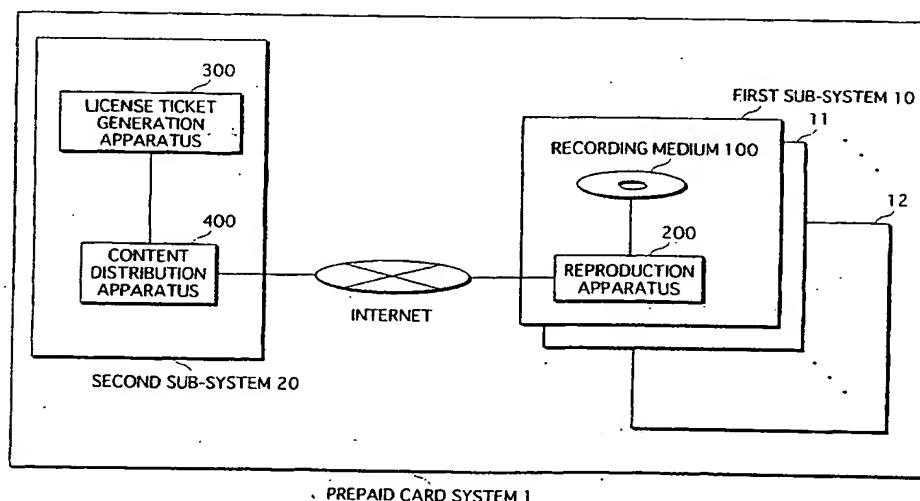 300
LICENSE TICKET
GENERATION
APPARATUS
400
CONTENT
DISTRIBUTION
APPARATUS
SECOND SUB-SYSTEM 20
INTERNET
FIRST SUB-SYSTEM 10
11
RECORDING MEDIUM 100
12
200
REPRODUCTION
APPARATUS
PREPAID CARD SYSTEM 1